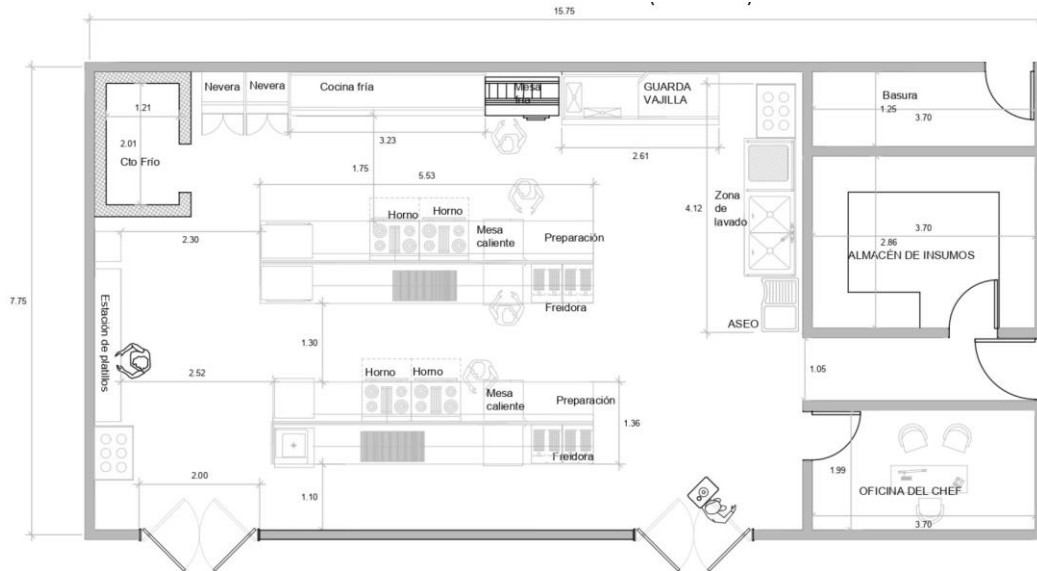 15.75
7.75
Nevera
Nevera
Cocina fría
Mesa
fría
GUARDA
VAJILLA
Basura
1.25
3.70
1.21
2.01
Cto Frío
3.23
2.61
1.75
5.53
4.12
Zona
de
lavado
3.70
2.86
ALMACÉN DE INSUMOS
Horno
Horno
Mesa
caliente
Preparación
2.30
Freidora
ASEO
Estación de platillos
1.30
1.05
2.52
Horno
Horno
Mesa
caliente
Preparación
1.36
Freidora
2.00
1.10
1.99
OFICINA DEL CHEF
3.70